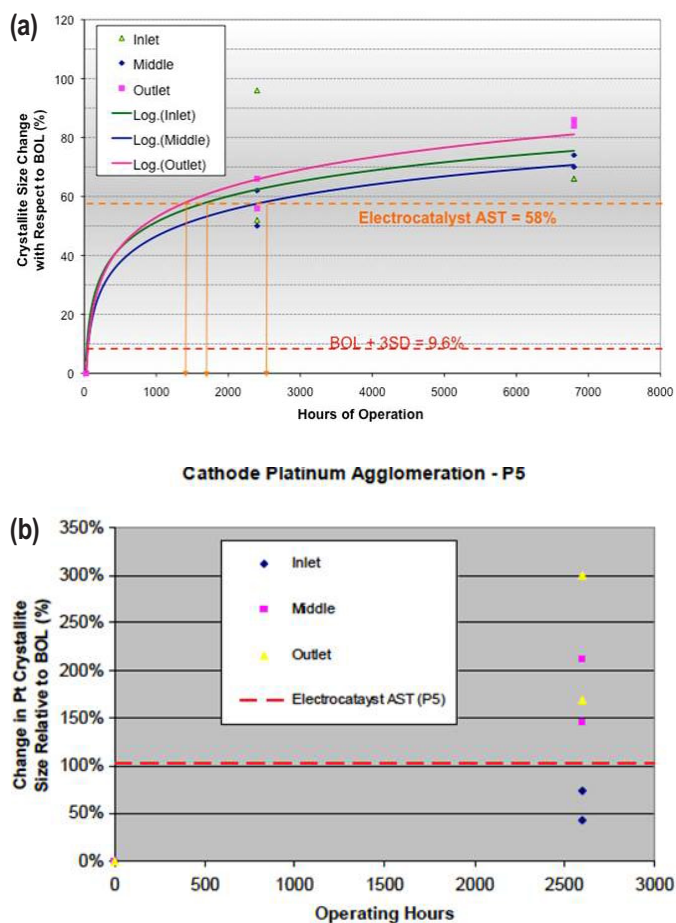 (a)
120
100
80
60
40
20
0
Crystallite Size Change
with Respect to BOL (%)
Inlet
Middle
Outlet
Log.(Inlet)
Log.(Middle)
Log.(Outlet)
Electrocatalyst AST = 58%
BOL + 3SD = 9.6%
0 1000 2000 3000 4000 5000 6000 7000 8000
Hours of Operation
Cathode Platinum Agglomeration - P5
(b)
350%
300%
250%
200%
150%
100%
50%
0%
Change in Pt Crystallite
Size Relative to BOL (%)
Inlet
Middle
Outlet
Electrocatayst AST (P5)
0 500 1000 1500 2000 2500 3000
Operating Hours